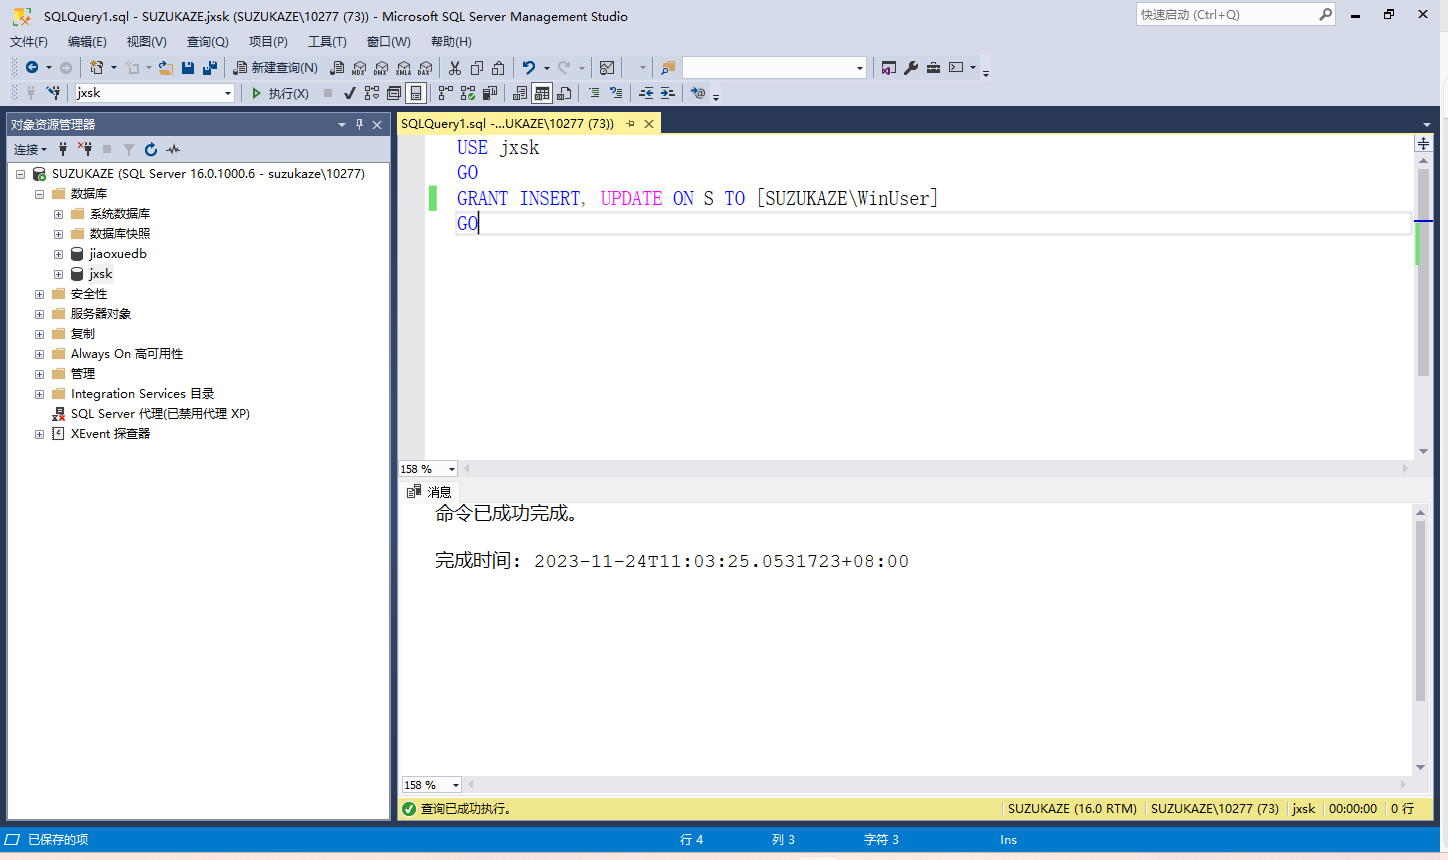 SQLQuery1.sql - SUZUKAZE.jxsk (SUZUKAZE\10277 (73)) - Microsoft SQL Server Management Studio
快速启动 (Ctrl+Q)
文件(F) 编辑(E) 视图(V) 查询(Q) 项目(P) 工具(T) 窗口(W) 帮助(H)
新建查询(N) MDX DMX XMLA DAX
jxsk 执行(X)
对象资源管理器
连接
SUZUKAZE (SQL Server 16.0.1000.6 - suzukaze\10277)
数据库
系统数据库
数据库快照
jiaoxuedb
jxsk
安全性
服务器对象
复制
Always On 高可用性
管理
Integration Services 目录
SQL Server 代理(已禁用代理 XP)
XEvent 探查器
SQLQuery1.sql -...UKAZE\10277 (73))
USE jxsk
GO
GRANT INSERT, UPDATE ON S TO [SUZUKAZE\WinUser]
GO
158 %
消息
命令已成功完成。
完成时间: 2023-11-24T11:03:25.0531723+08:00
158 %
查询已成功执行。 SUZUKAZE (16.0 RTM) SUZUKAZE\10277 (73) jxsk 00:00:00 0 行
已保存的项 行 4 列 3 字符 3 Ins